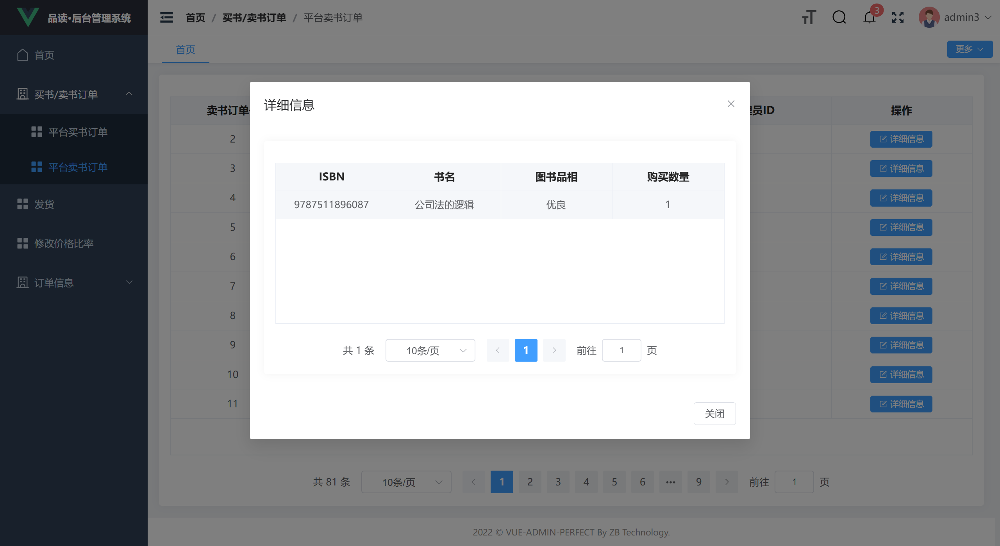 品读•后台管理系统
首页 / 买书/卖书订单 / 平台卖书订单
3
admin3
首页
更多
首页
买书/卖书订单
平台买书订单
平台卖书订单
发货
修改价格比率
订单信息
卖书订单
员ID
操作
2
详细信息
3
详细信息
4
详细信息
5
详细信息
6
详细信息
7
详细信息
8
详细信息
9
详细信息
10
详细信息
11
详细信息
详细信息
ISBN 书名 图书品相 购买数量
9787511896087 公司法的逻辑 优良 1
共 1 条 10条/页 1 前往 1 页
关闭
共 81 条 10条/页 1 2 3 4 5 6 ••• 9 前往 1 页
2022 © VUE-ADMIN-PERFECT By ZB Technology.